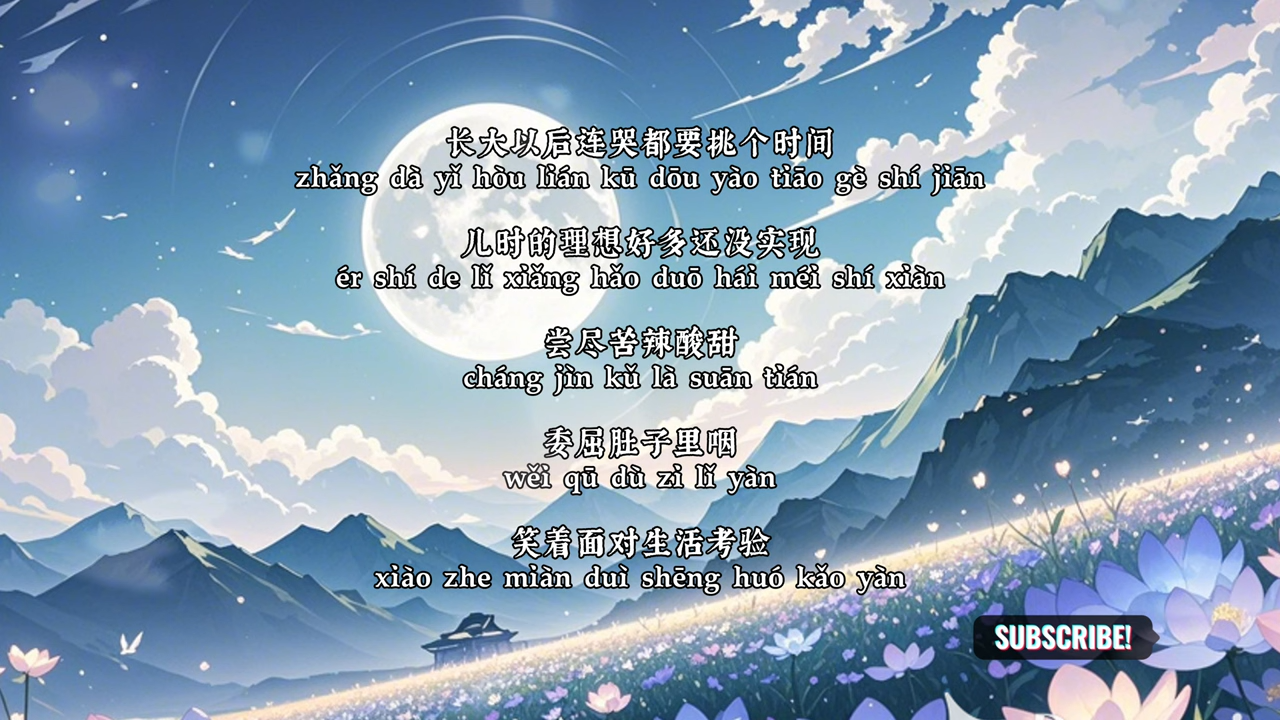 长大以后连哭都要挑个时间
zhǎng dà yǐ hòu lián kū dōu yào tiāo gè shí jiān
儿时的理想好多还没实现
ér shí de lǐ xiǎng hǎo duō hái méi shí xiàn
尝尽苦辣酸甜
cháng jìn kǔ là suān tián
委屈肚子里咽
wěi qū dù zi lǐ yàn
笑着面对生活考验
xiào zhe miàn duì shēng huó kǎo yàn
SUBSCRIBE!